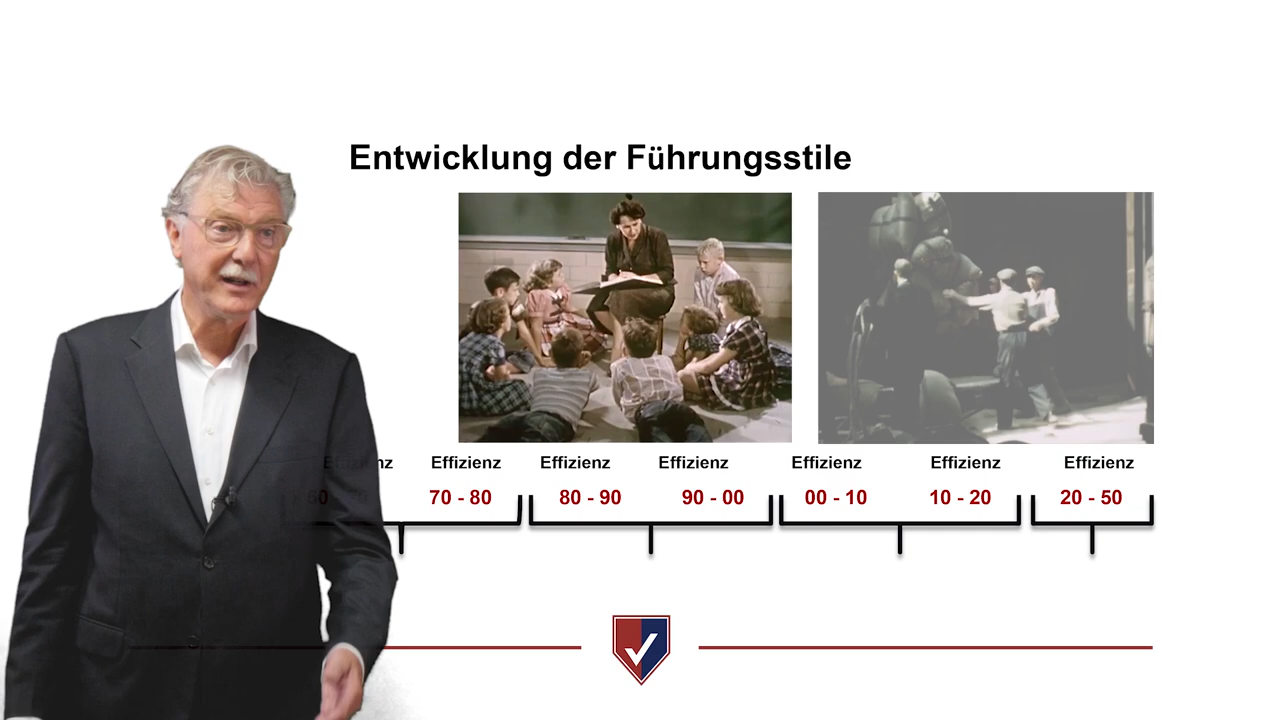 Entwicklung der Führungsstile
Effizienz Effizienz Effizienz Effizienz Effizienz Effizienz Effizienz
70 - 80 80 - 90 90 - 00 00 - 10 10 - 20 20 - 50